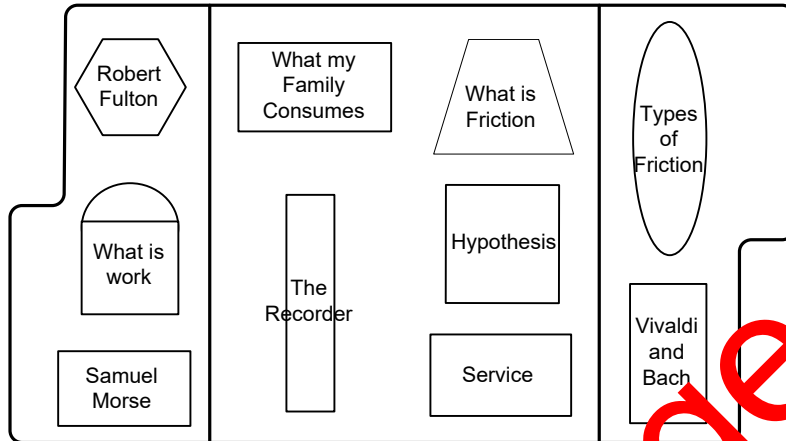 Robert
Fulton
What is
work
Samuel
Morse
What my
Family
Consumes
The
Recorder
What is
Friction
Hypothesis
Service
Types
of
Friction
Vivaldi
and
Bach